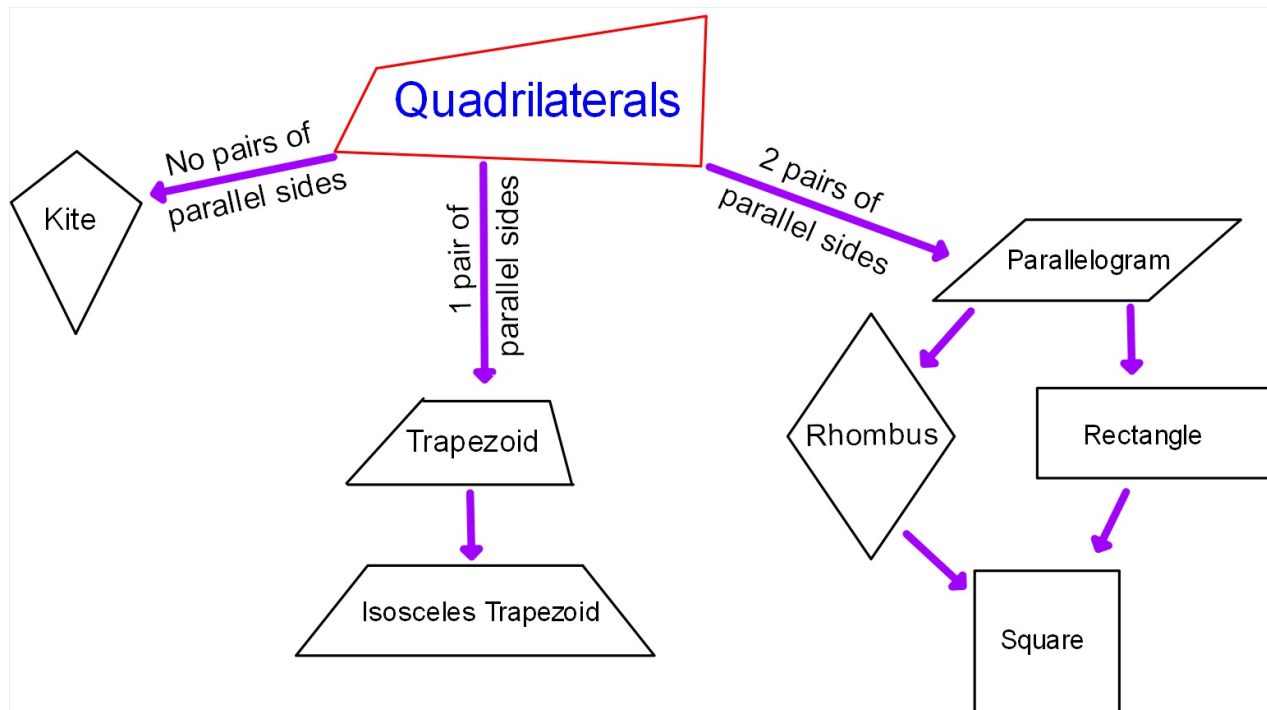 Quadrilaterals
No pairs of
parallel sides
Kite
1 pair of
parallel sides
2 pairs of
parallel sides
Parallelogram
Trapezoid
Rhombus
Rectangle
Isosceles Trapezoid
Square